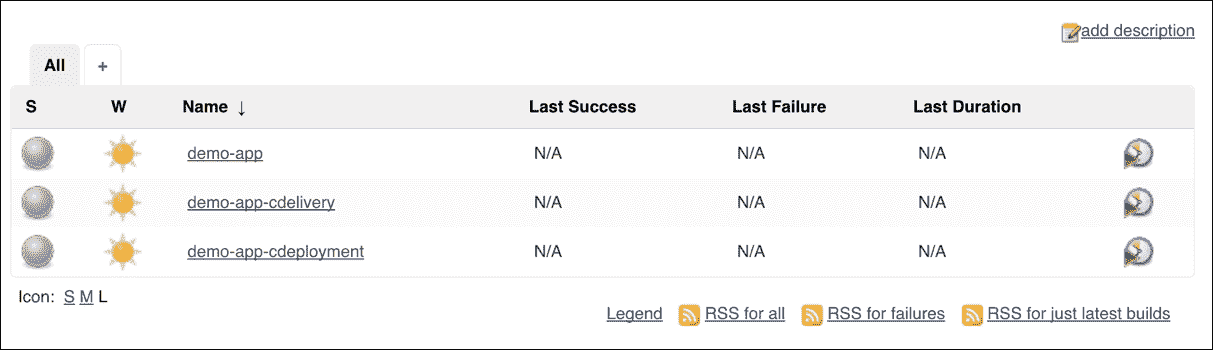 add description
All +
S W Name ↓ Last Success Last Failure Last Duration
demo-app N/A N/A N/A
demo-app-cdelivery N/A N/A N/A
demo-app-cdeployment N/A N/A N/A
Icon: S M L
Legend RSS for all RSS for failures RSS for just latest builds